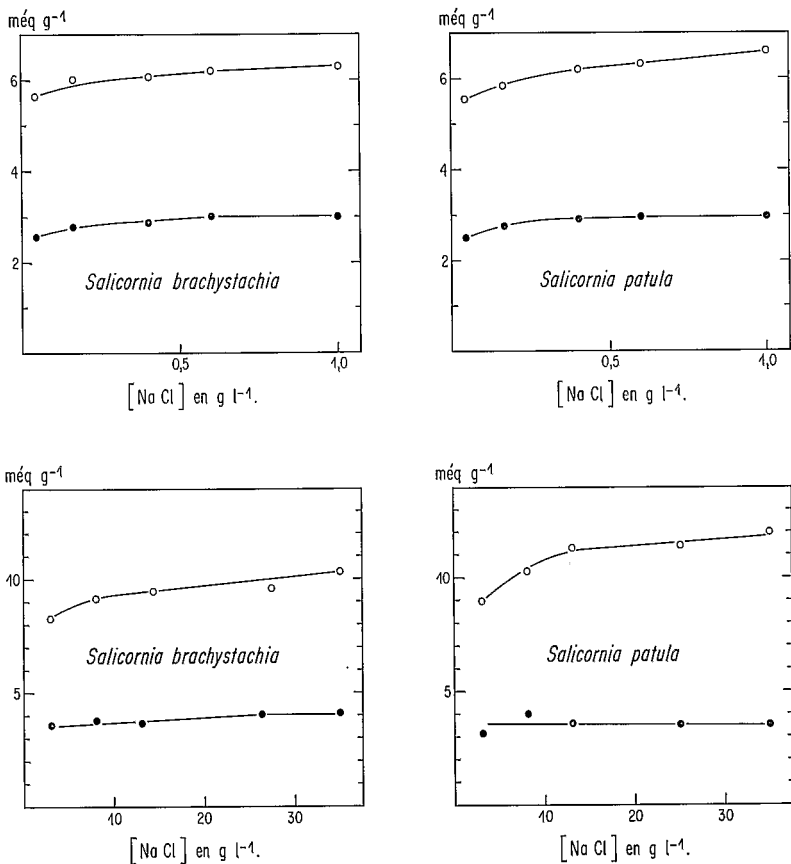 méq g⁻¹
6
4
2
Salicornia brachystachia
0,5
1,0
[Na Cl] en g l⁻¹.
méq g⁻¹
6
4
2
Salicornia patula
0,5
1,0
[Na Cl] en g l⁻¹.
méq g⁻¹
10
5
Salicornia brachystachia
10
20
30
[Na Cl] en g l⁻¹.
méq g⁻¹
10
5
Salicornia patula
10
20
30
[Na Cl] en g l⁻¹.